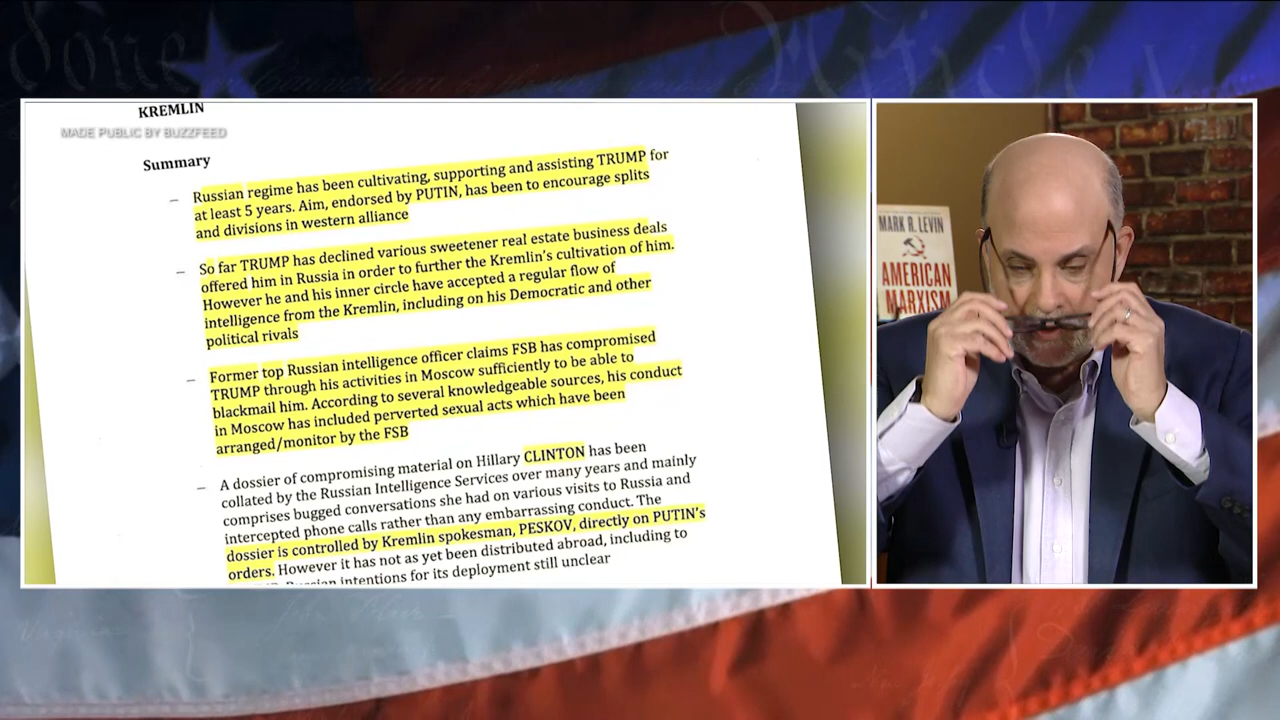 KREMLIN
MADE PUBLIC BY BUZZFEED
Summary
– Russian regime has been cultivating, supporting and assisting TRUMP for
at least 5 years. Aim, endorsed by PUTIN, has been to encourage splits
and divisions in western alliance
– So far TRUMP has declined various sweetener real estate business deals
offered him in Russia in order to further the Kremlin's cultivation of him.
However he and his inner circle have accepted a regular flow of
intelligence from the Kremlin, including on his Democratic and other
political rivals
– Former top Russian intelligence officer claims FSB has compromised
TRUMP through his activities in Moscow sufficiently to be able to
blackmail him. According to several knowledgeable sources, his conduct
in Moscow has included perverted sexual acts which have been
arranged/monitor by the FSB
– A dossier of compromising material on Hillary CLINTON has been
collated by the Russian Intelligence Services over many years and mainly
comprises bugged conversations she had on various visits to Russia and
intercepted phone calls rather than any embarrassing conduct. The
dossier is controlled by Kremlin spokesman, PESKOV, directly on PUTIN's
orders. However it has not as yet been distributed abroad, including to
Russian intentions for its deployment still unclear
MARK R. LEVIN
AMERICAN
MARXISM